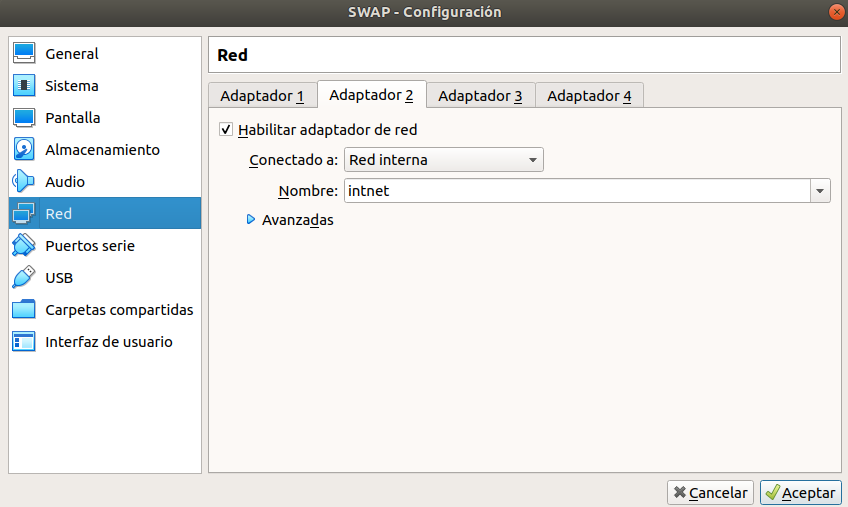 SWAP - Configuración
General
Sistema
Pantalla
Almacenamiento
Audio
Red
Puertos serie
USB
Carpetas compartidas
Interfaz de usuario
Red
Adaptador 1 Adaptador 2 Adaptador 3 Adaptador 4
Habilitar adaptador de red
Conectado a: Red interna
Nombre: intnet
Avanzadas
Cancelar Aceptar